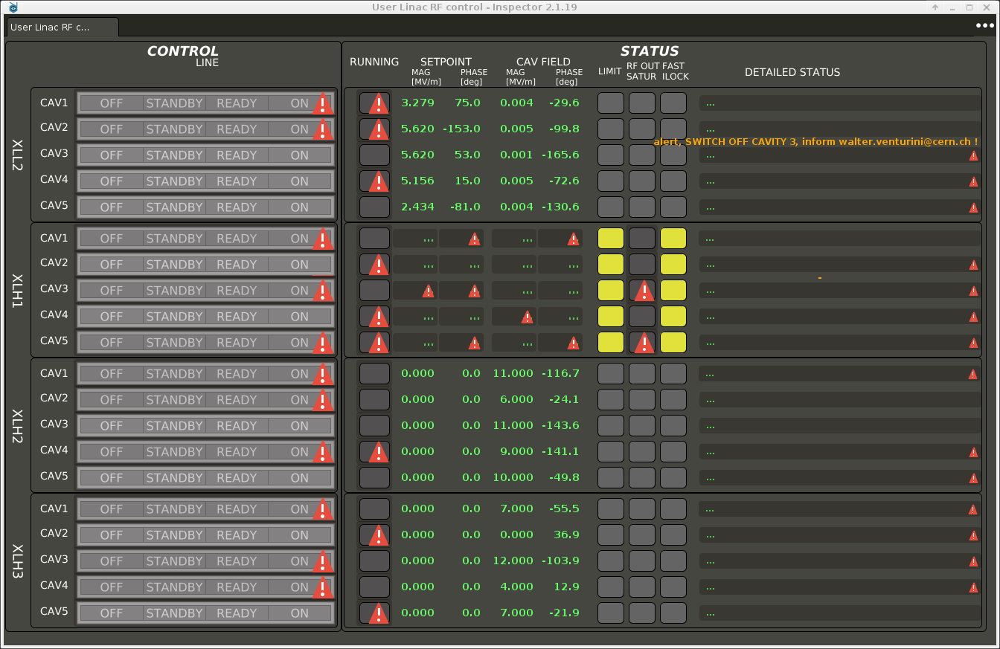 User Linac RF control - Inspector 2.1.19
User Linac RF c...
CONTROL
LINE
STATUS
RUNNING SETPOINT CAV FIELD LIMIT RF OUT SATUR FAST ILOCK DETAILED STATUS
MAG [MV/m] PHASE [deg] MAG [MV/m] PHASE [deg]
XLL2
CAV1 OFF STANDBY READY ON 3.279 75.0 0.004 -29.6 ...
CAV2 OFF STANDBY READY ON 5.620 -153.0 0.005 -99.8 ...
alert, SWITCH OFF CAVITY 3, inform walter.venturini@cern.ch !
CAV3 OFF STANDBY READY ON 5.620 53.0 0.001 -165.6 ...
CAV4 OFF STANDBY READY ON 5.156 15.0 0.005 -72.6 ...
CAV5 OFF STANDBY READY ON 2.434 -81.0 0.004 -130.6 ...
XLH1
CAV1 OFF STANDBY READY ON ... ... ...
CAV2 OFF STANDBY READY ON ... ... ... ... ...
-
CAV3 OFF STANDBY READY ON ... ... ...
CAV4 OFF STANDBY READY ON ... ... ... ...
CAV5 OFF STANDBY READY ON ... ... ...
XLH2
CAV1 OFF STANDBY READY ON 0.000 0.0 11.000 -116.7 ...
CAV2 OFF STANDBY READY ON 0.000 0.0 6.000 -24.1 ...
CAV3 OFF STANDBY READY ON 0.000 0.0 11.000 -143.6 ...
CAV4 OFF STANDBY READY ON 0.000 0.0 9.000 -141.1 ...
CAV5 OFF STANDBY READY ON 0.000 0.0 10.000 -49.8 ...
XLH3
CAV1 OFF STANDBY READY ON 0.000 0.0 7.000 -55.5 ...
CAV2 OFF STANDBY READY ON 0.000 0.0 0.000 36.9 ...
CAV3 OFF STANDBY READY ON 0.000 0.0 12.000 -103.9 ...
CAV4 OFF STANDBY READY ON 0.000 0.0 4.000 12.9 ...
CAV5 OFF STANDBY READY ON 0.000 0.0 7.000 -21.9 ...